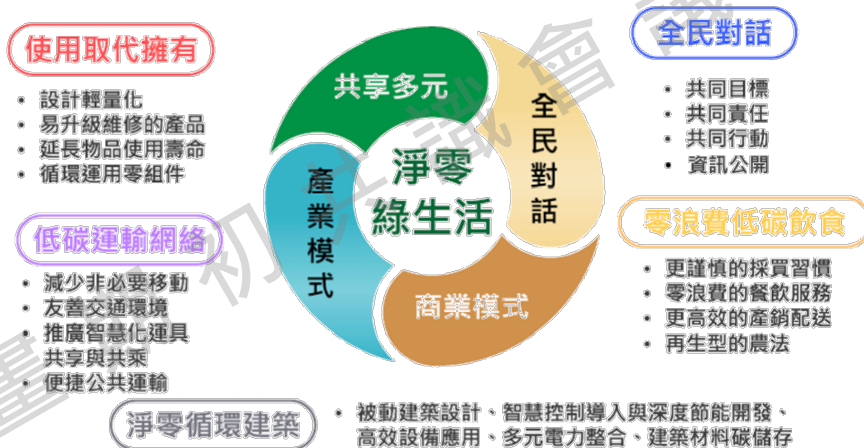 使用取代擁有
• 設計輕量化
• 易升級維修的產品
• 延長物品使用壽命
• 循環運用零組件
低碳運輸網絡
• 減少非必要移動
• 友善交通環境
• 推廣智慧化運具
共享與共乘
• 便捷公共運輸
共享多元
全民對話
產業模式
商業模式
淨零
綠生活
全民對話
• 共同目標
• 共同責任
• 共同行動
• 資訊公開
零浪費低碳飲食
• 更謹慎的採買習慣
• 零浪費的餐飲服務
• 更高效的產銷配送
• 再生型的農法
淨零循環建築
• 被動建築設計、智慧控制導入與深度節能開發、
高效設備應用、多元電力整合、建築材料碳儲存
初共識會議